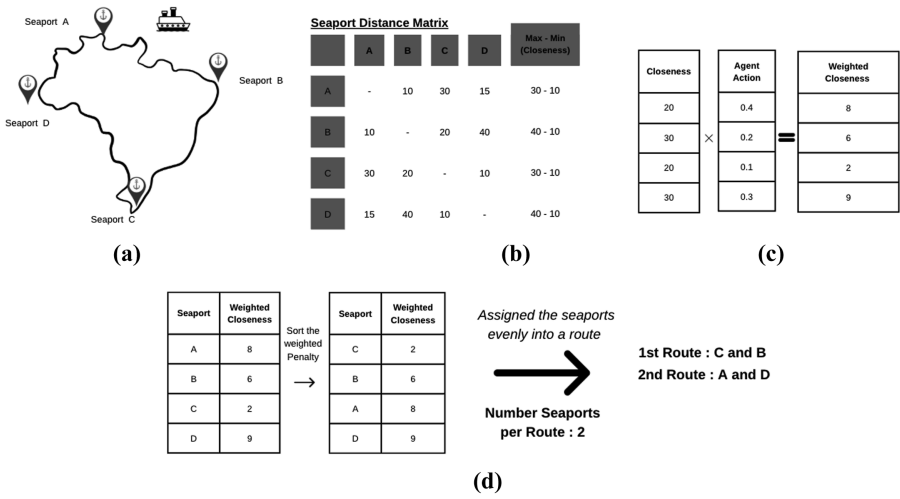 Seaport A
Seaport B
Seaport D
Seaport C
(a)
Seaport Distance Matrix
A B C D Max - Min
(Closeness)
A - 10 30 15 30 - 10
B 10 - 20 40 40 - 10
C 30 20 - 10 30 - 10
D 15 40 10 - 40 - 10
(b)
Closeness Agent
Action Weighted
Closeness
20 0.4 8
30 × 0.2 = 6
20 0.1 2
30 0.3 9
(c)
Seaport Weighted
Closeness
A 8
B 6
C 2
D 9
Sort the
weighted
Penalty
Seaport Weighted
Closeness
C 2
B 6
A 8
D 9
Assigned the seaports
evenly into a route
Number Seaports
per Route : 2
1st Route : C and B
2nd Route : A and D
(d)